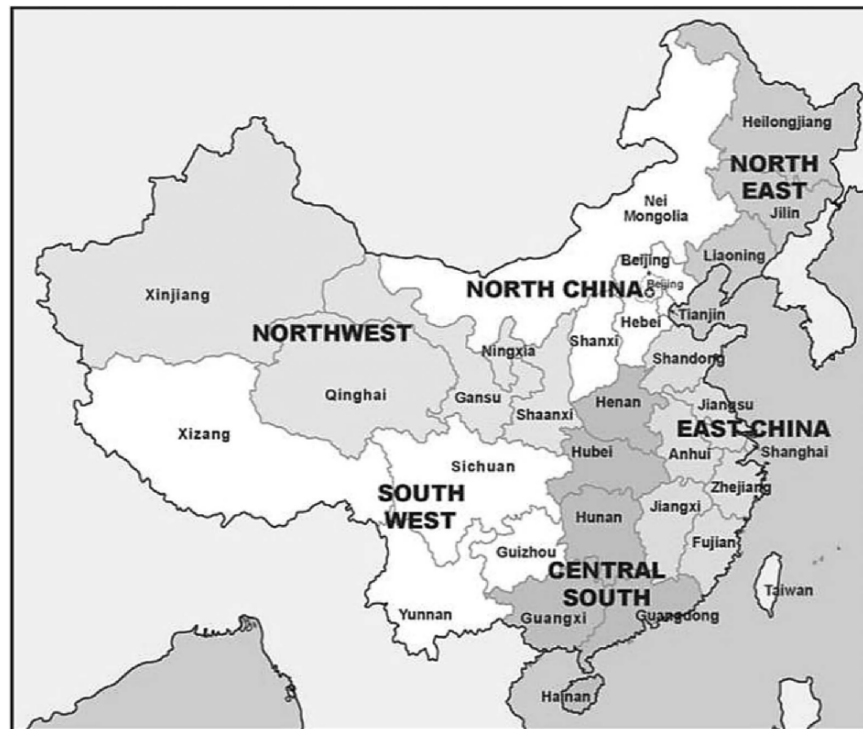 Heilongjiang
NORTH
EAST
Jilin
Nei
Mongolia
Liaoning
Beijing
Beijing
Xinjiang
NORTH CHINA
Tianjin
Hebei
NORTHWEST
Shanxi
Ningxia
Shandong
Qinghai
Gansu
Henan
Jiangsu
Shaanxi
EAST CHINA
Xizang
Hubei
Anhui
Shanghai
Sichuan
Zhejiang
SOUTH
WEST
Hunan
Jiangxi
Guizhou
Fujian
CENTRAL
SOUTH
Taiwan
Yunnan
Guangxi
Guangdong
Hainan